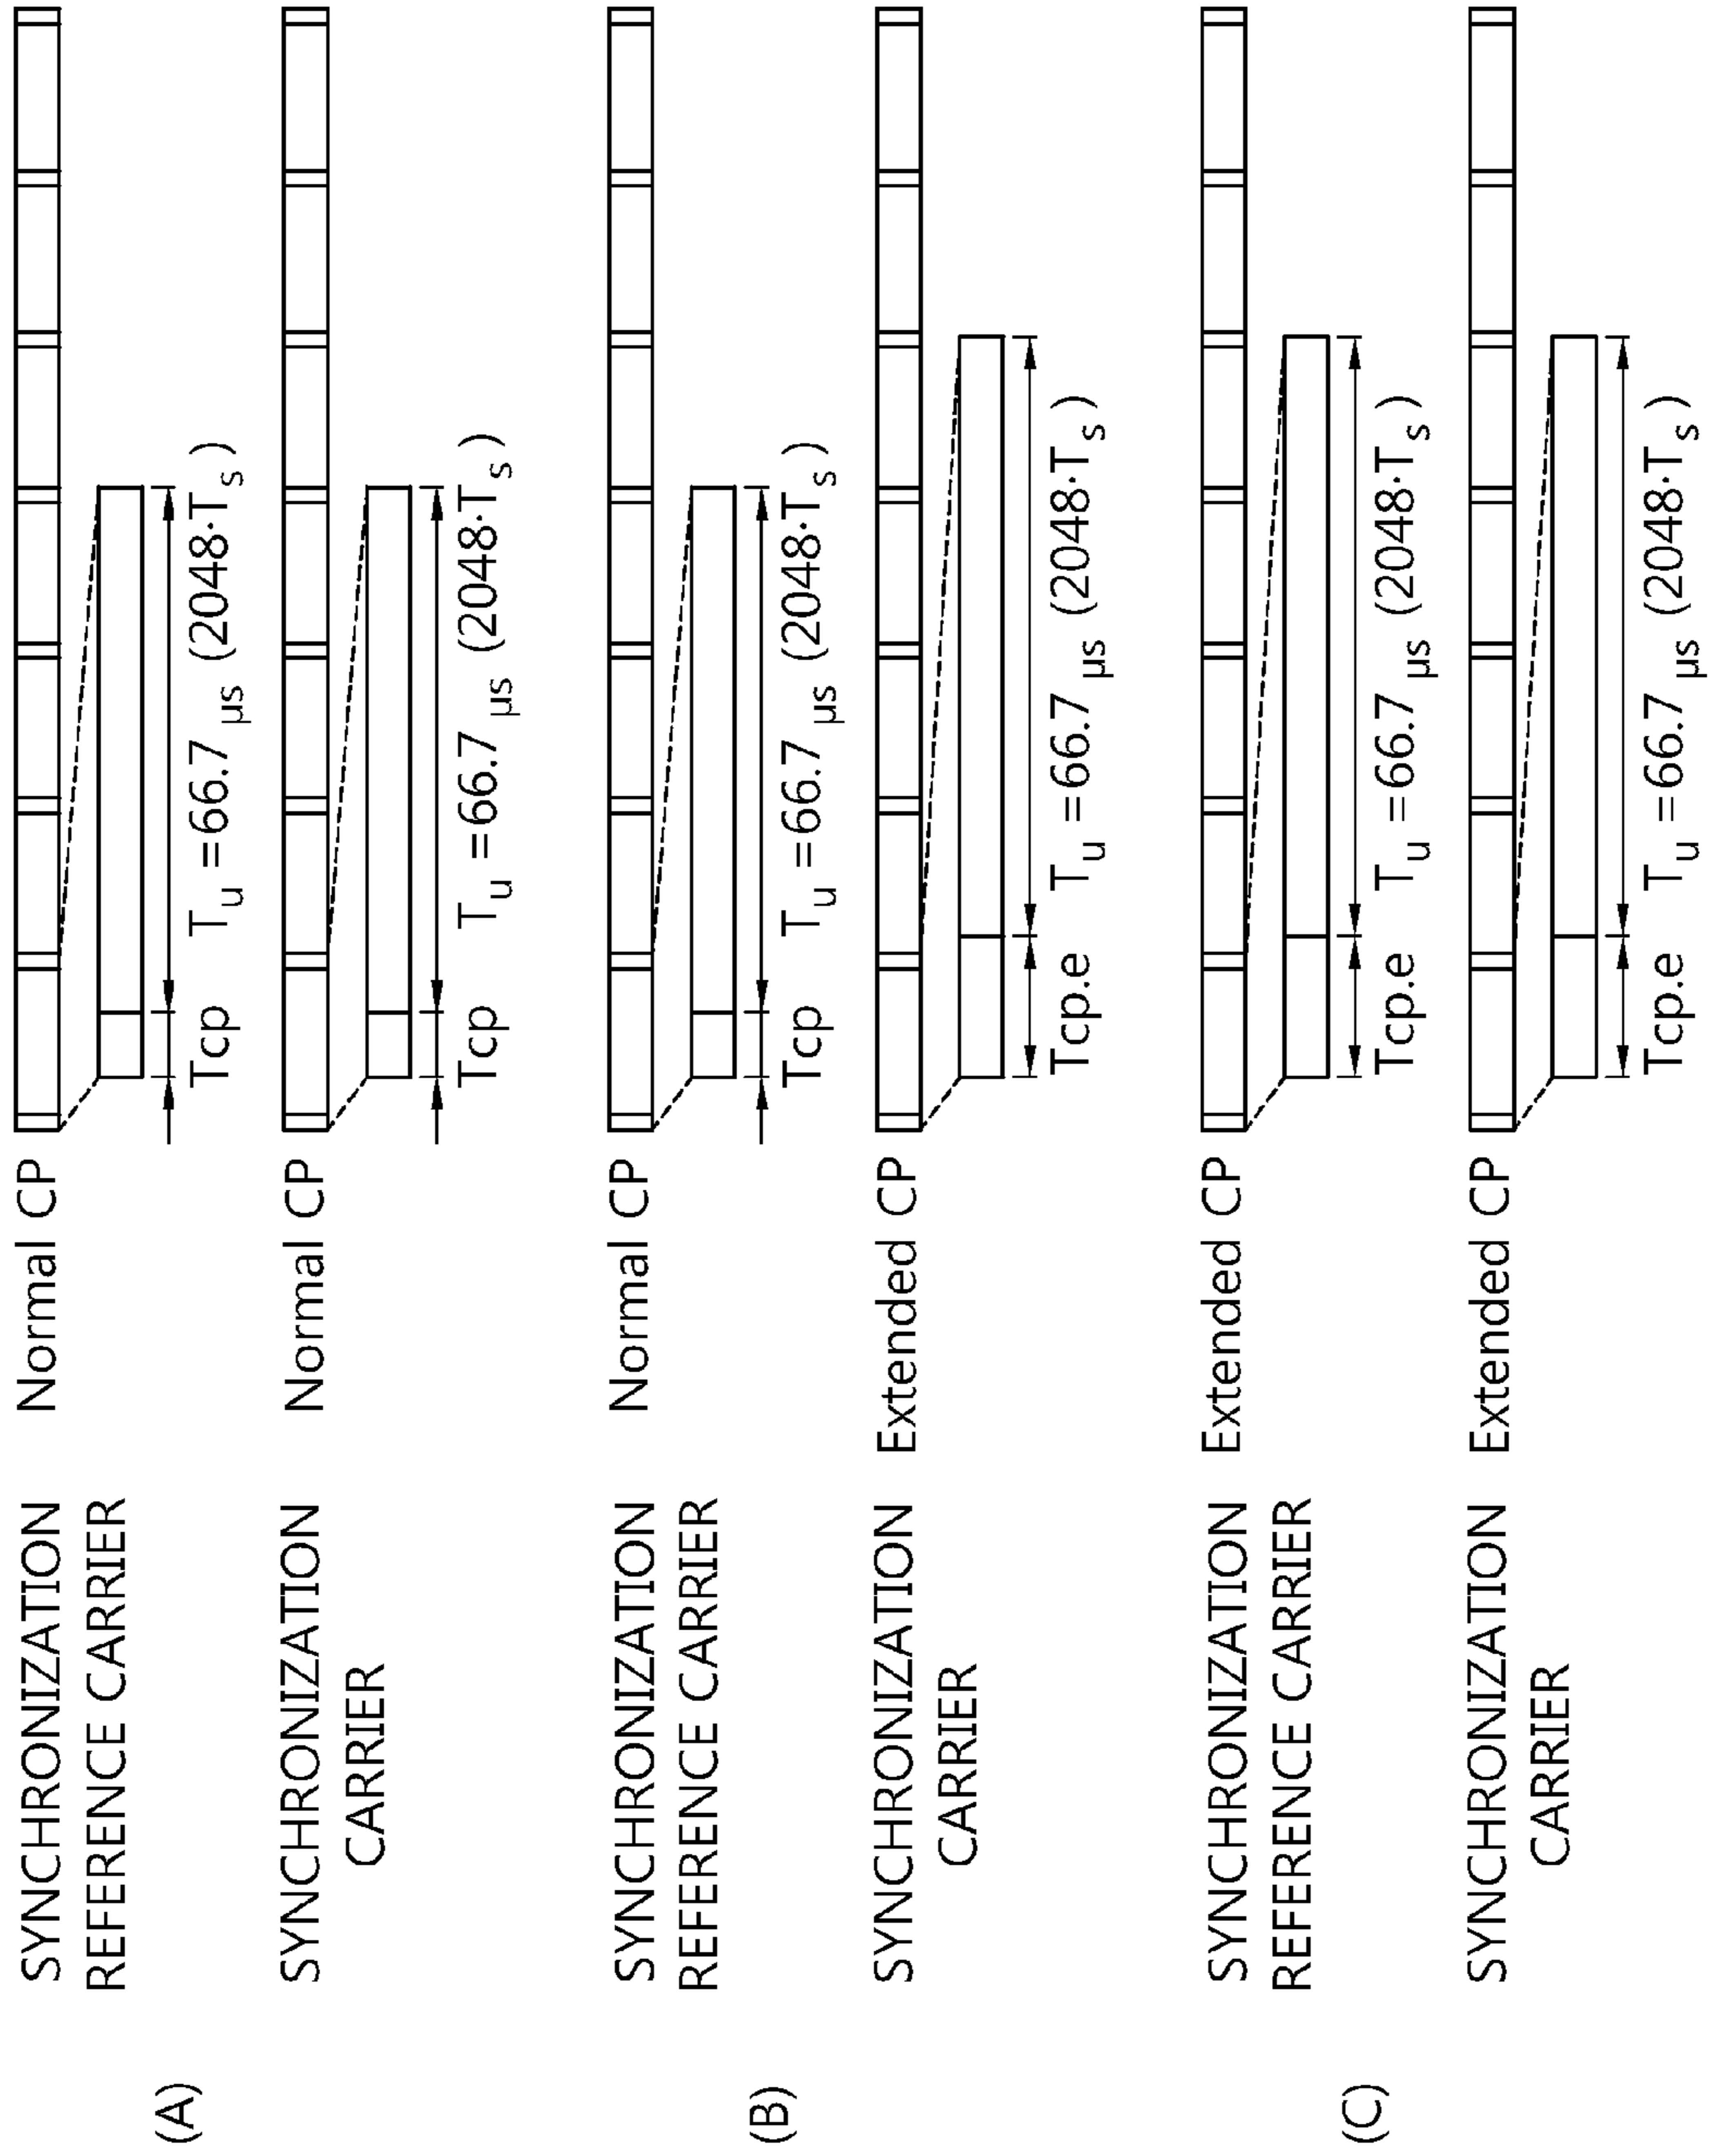 (A)
SYNCHRONIZATION
REFERENCE CARRIER
Normal CP
Tcp Tu =66.7 μs (2048·Ts )
SYNCHRONIZATION
CARRIER
Normal CP
Tcp Tu =66.7 μs (2048·Ts )
(B)
SYNCHRONIZATION
REFERENCE CARRIER
Normal CP
Tcp Tu =66.7 μs (2048·Ts )
SYNCHRONIZATION
CARRIER
Extended CP
Tcp.e Tu =66.7 μs (2048·Ts )
(C)
SYNCHRONIZATION
REFERENCE CARRIER
Extended CP
Tcp.e Tu =66.7 μs (2048·Ts )
SYNCHRONIZATION
CARRIER
Extended CP
Tcp.e Tu =66.7 μs (2048·Ts )